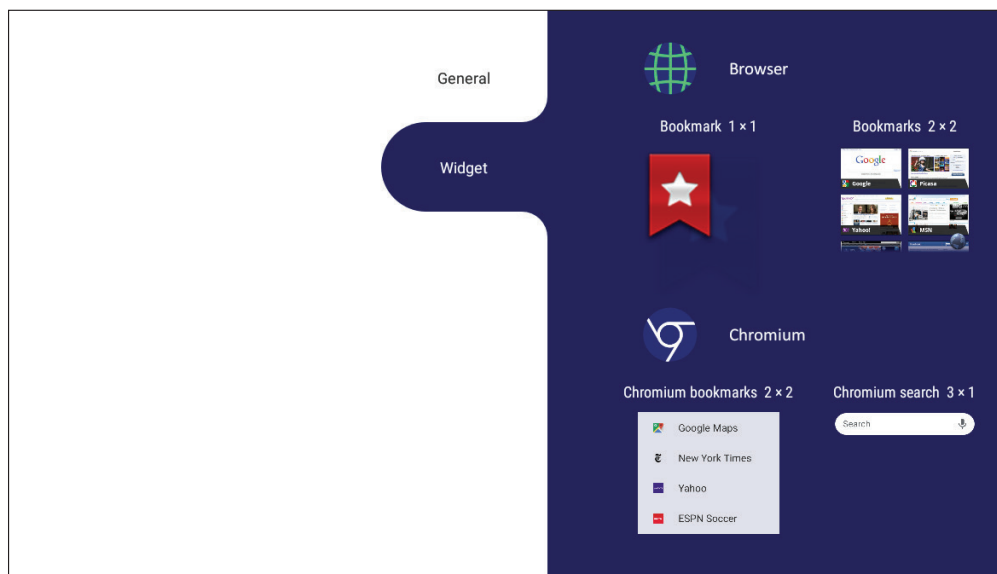 General
Widget
Browser
Bookmark 1 × 1
Bookmarks 2 × 2
Google
Google
Picasa
Yahoo!
MSN
Chromium
Chromium bookmarks 2 × 2
Chromium search 3 × 1
Google Maps
New York Times
Yahoo
ESPN Soccer
Search